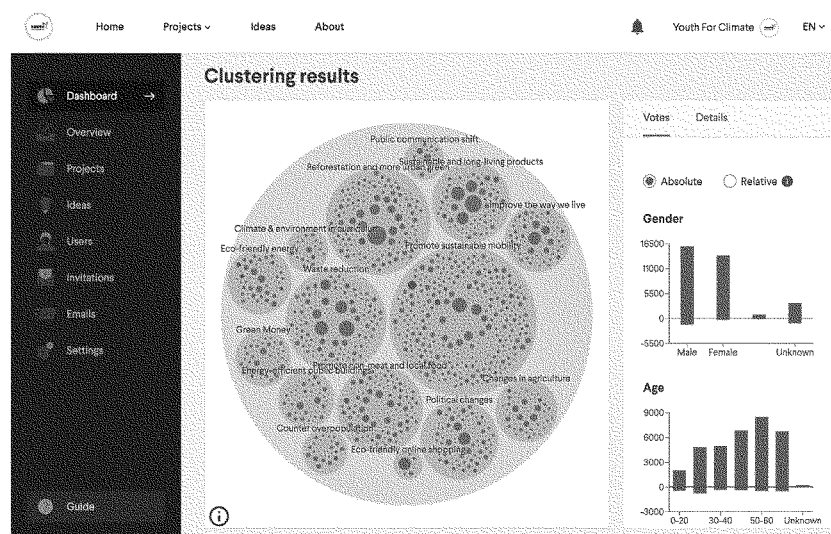 Home Projects Ideas About Youth For Climate EN
Clustering results
Dashboard
Overview
Projects
Ideas
Users
Invitations
Emails
Settings
Guide
Public communication shift
Sustainable and long-living products
Reforestation and more urban green
Improve the way we live
Climate & environment in curriculum
Eco-friendly energy
Promote sustainable mobility
Waste reduction
Green Money
Promote non-meat and local food
Energy-efficient public buildings
Changes in agriculture
Political changes
Counter overpopulation
Eco-friendly online shopping
Votes Details
Absolute Relative
Gender
16500
11000
5500
0
-5500
Male Female Unknown
Age
9000
6000
3000
0
-3000
0-20 30-40 50-60 Unknown